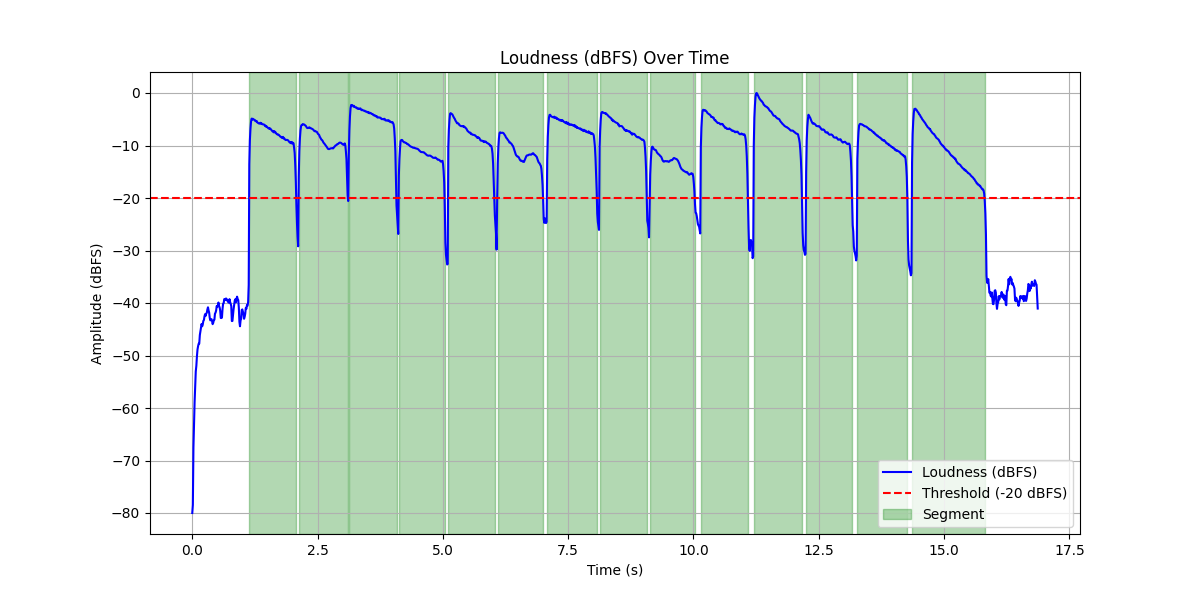 Loudness (dBFS) Over Time
Amplitude (dBFS)
0
−10
−20
−30
−40
−50
−60
−70
−80
0.0 2.5 5.0 7.5 10.0 12.5 15.0 17.5
Time (s)
Loudness (dBFS)
Threshold (-20 dBFS)
Segment